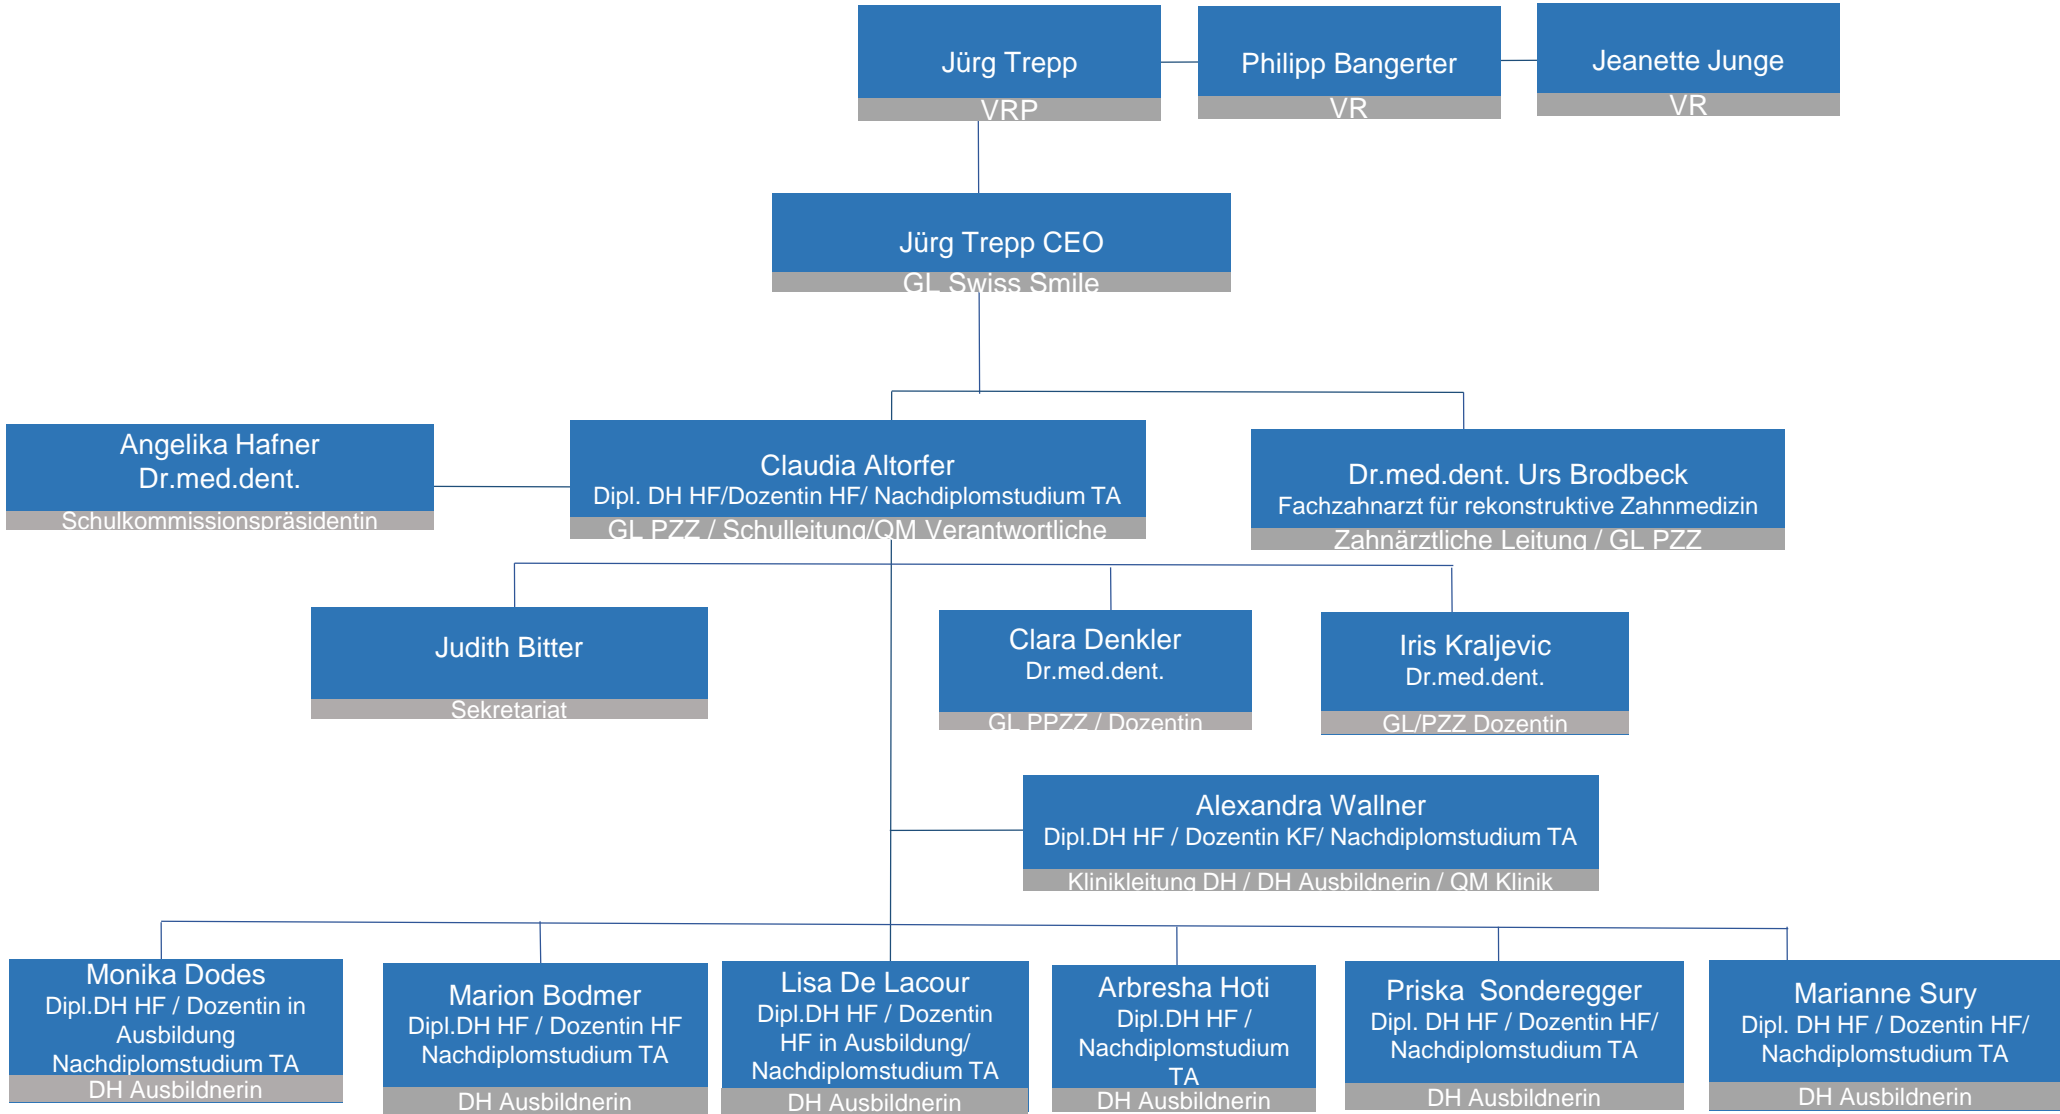 Jürg Trepp
VRP
Philipp Bangerter
VR
Jeanette Junge
VR
Jürg Trepp CEO
GL Swiss Smile
Angelika Hafner
Dr.med.dent.
Schulkommissionspräsidentin
Claudia Altorfer
Dipl. DH HF/Dozentin HF/ Nachdiplomstudium TA
GL PZZ / Schulleitung/QM Verantwortliche
Dr.med.dent. Urs Brodbeck
Fachzahnarzt für rekonstruktive Zahnmedizin
Zahnärztliche Leitung / GL PZZ
Judith Bitter
Sekretariat
Clara Denkler
Dr.med.dent.
GL PPZZ / Dozentin
Iris Kraljevic
Dr.med.dent.
GL/PZZ Dozentin
Alexandra Wallner
Dipl.DH HF / Dozentin KF/ Nachdiplomstudium TA
Klinikleitung DH / DH Ausbildnerin / QM Klinik
Monika Dodes
Dipl.DH HF / Dozentin in
Ausbildung
Nachdiplomstudium TA
DH Ausbildnerin
Marion Bodmer
Dipl.DH HF / Dozentin HF
Nachdiplomstudium TA
DH Ausbildnerin
Lisa De Lacour
Dipl.DH HF / Dozentin
HF in Ausbildung/
Nachdiplomstudium TA
DH Ausbildnerin
Arbresha Hoti
Dipl.DH HF /
Nachdiplomstudium
TA
DH Ausbildnerin
Priska Sonderegger
Dipl. DH HF / Dozentin HF/
Nachdiplomstudium TA
DH Ausbildnerin
Marianne Sury
Dipl. DH HF / Dozentin HF/
Nachdiplomstudium TA
DH Ausbildnerin